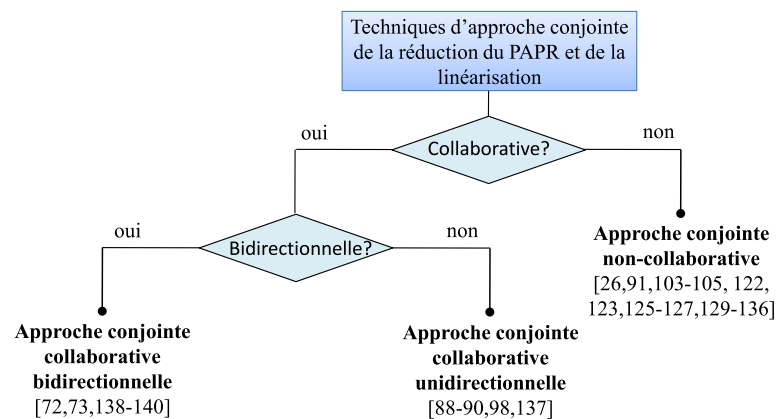 Techniques d'approche conjointe
de la réduction du PAPR et de la
linéarisation
oui
Collaborative?
non
oui
Bidirectionnelle?
non
Approche conjointe
non-collaborative
[26,91,103-105, 122,
123,125-127,129-136]
Approche conjointe
collaborative
bidirectionnelle
[72,73,138-140]
Approche conjointe
collaborative
unidirectionnelle
[88-90,98,137]